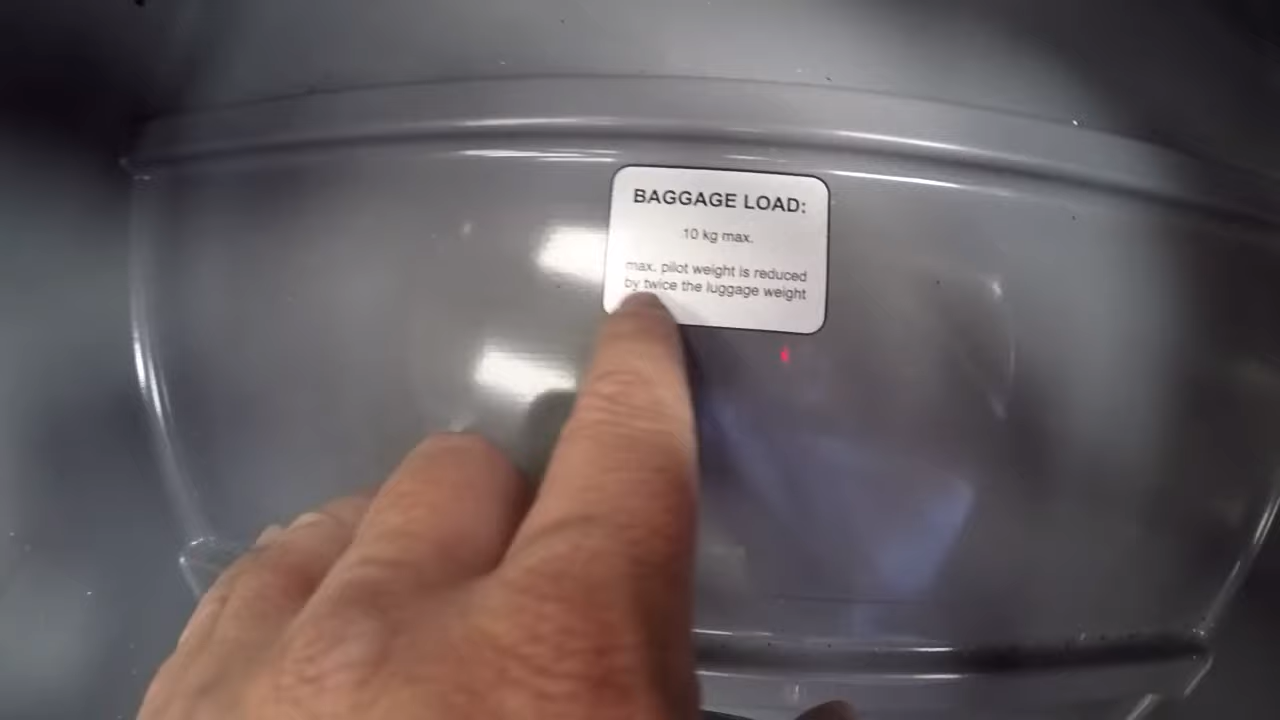 BAGGAGE LOAD:
10 kg max.
max. pilot weight is reduced
by twice the luggage weight